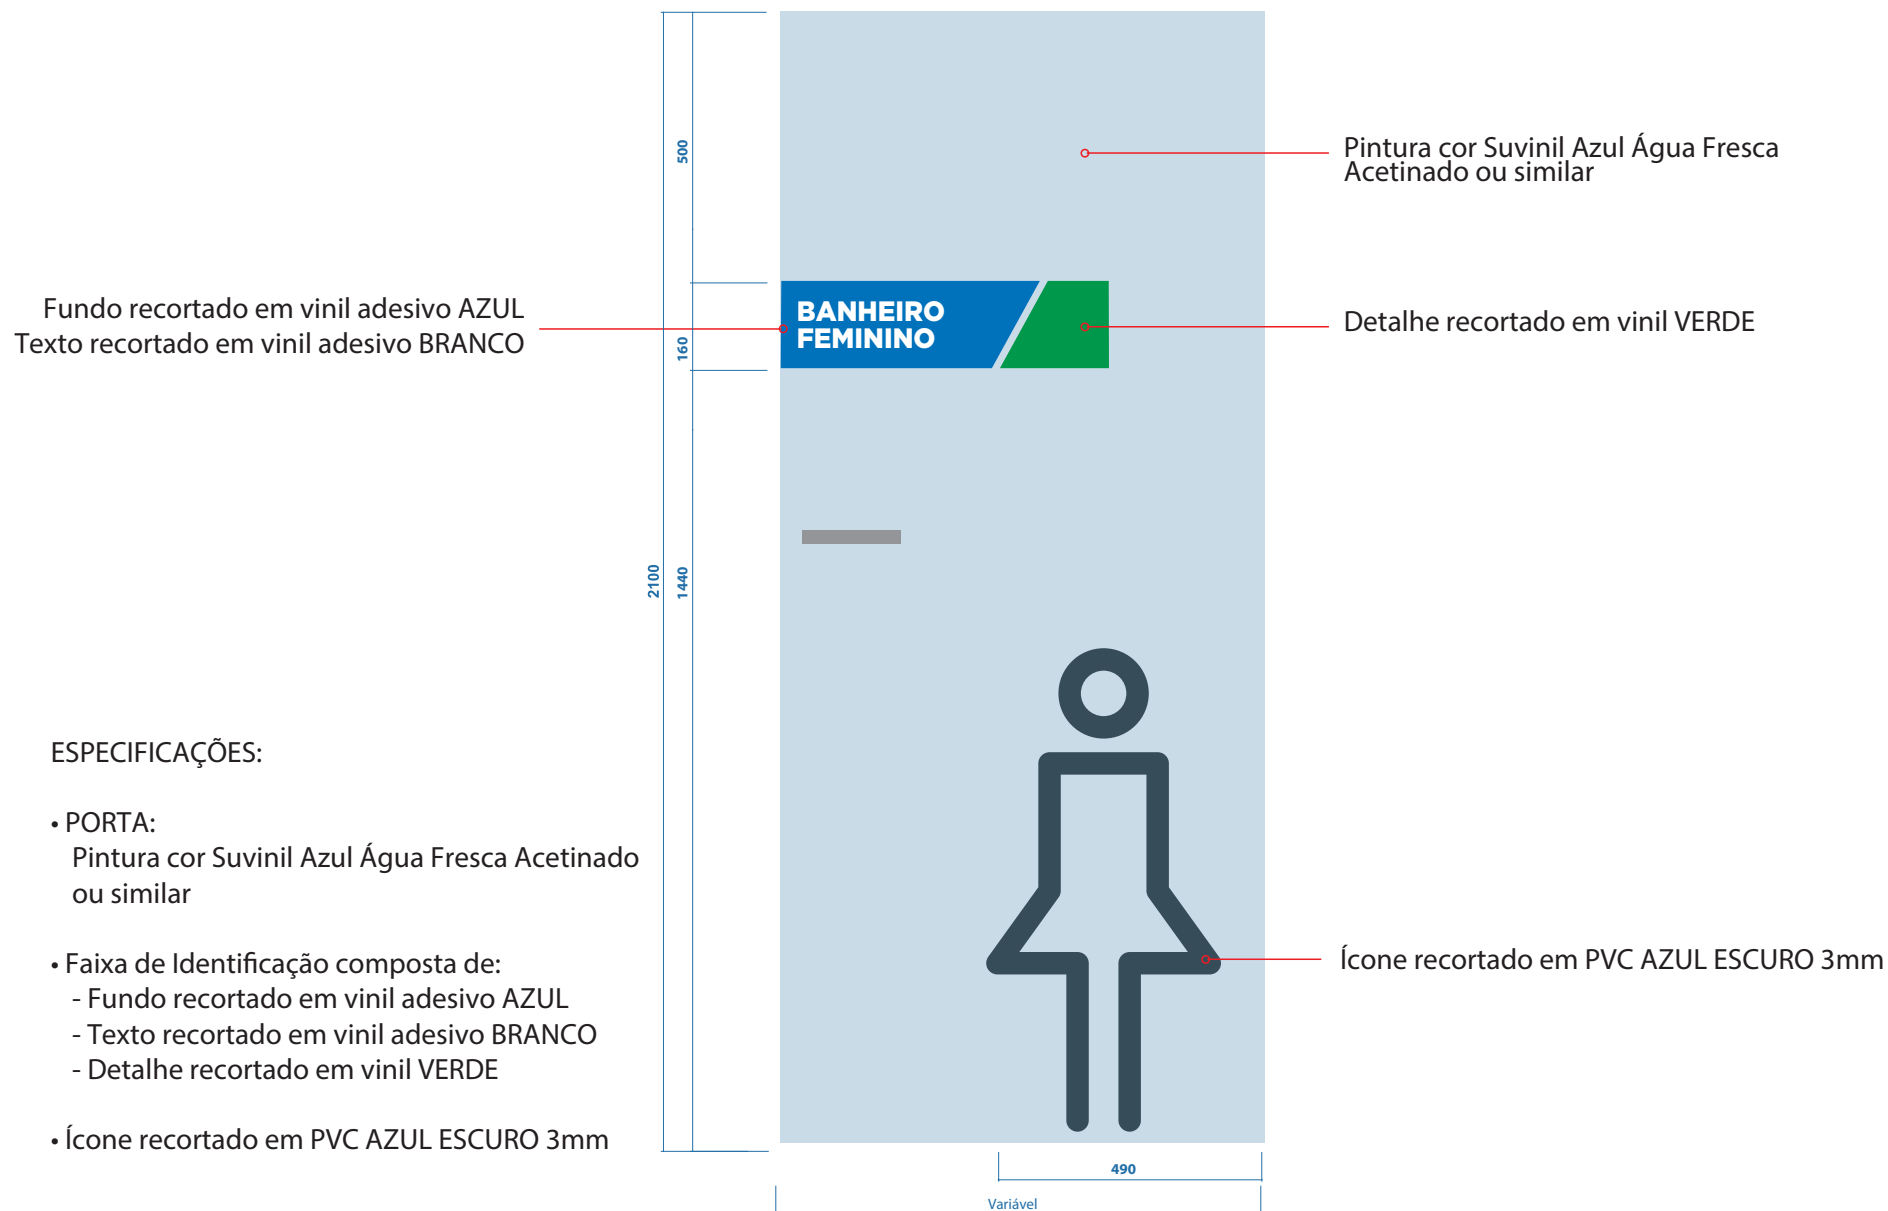 500
Pintura cor Suvinil Azul Água Fresca
Acetinado ou similar
Fundo recortado em vinil adesivo AZUL
Texto recortado em vinil adesivo BRANCO
160
BANHEIRO
FEMININO
Detalhe recortado em vinil VERDE
2100
1440
ESPECIFICAÇÕES:
• PORTA:
Pintura cor Suvinil Azul Água Fresca Acetinado
ou similar
• Faixa de Identificação composta de:
- Fundo recortado em vinil adesivo AZUL
- Texto recortado em vinil adesivo BRANCO
- Detalhe recortado em vinil VERDE
• Ícone recortado em PVC AZUL ESCURO 3mm
Ícone recortado em PVC AZUL ESCURO 3mm
490
Variável